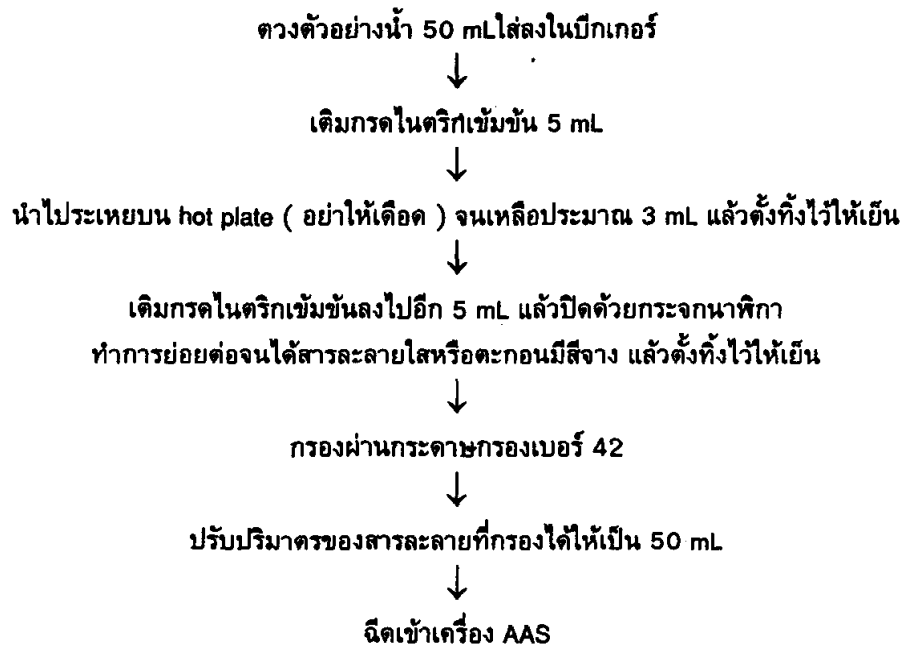 ตวงตัวอย่างน้ำ 50 mLใส่ลงในบีกเกอร์
↓
เติมกรดไนตริกเข้มข้น 5 mL
↓
นำไประเหยบน hot plate ( อย่าให้เดือด ) จนเหลือประมาณ 3 mL แล้วตั้งทิ้งไว้ให้เย็น
↓
เติมกรดไนตริกเข้มข้นลงไปอีก 5 mL แล้วปิดด้วยกระจกนาฬิกา
ทำการย่อยต่อจนได้สารละลายใสหรือตะกอนมีสีจาง แล้วตั้งทิ้งไว้ให้เย็น
↓
กรองผ่านกระดาษกรองเบอร์ 42
↓
ปรับปริมาตรของสารละลายที่กรองได้ให้เป็น 50 mL
↓
ฉีดเข้าเครื่อง AAS